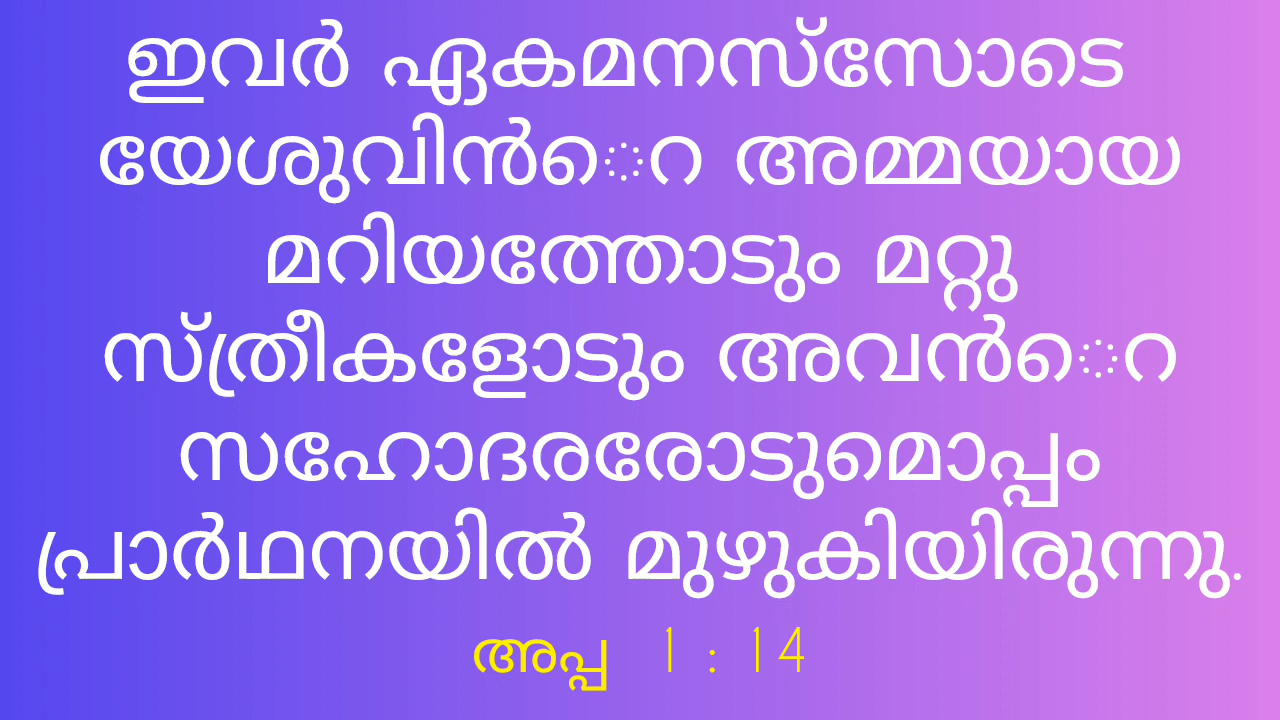 ഇവർ ഏകമനസ്സോടെ
യേശുവിൻെറ അമ്മയായ
മറിയത്തോടും മറ്റു
സ്ത്രീകളോടും അവൻെറ
സഹോദരരോടുമൊപ്പം
പ്രാർഥനയിൽ മുഴുകിയിരുന്നു.
അപ്പ 1 : 14